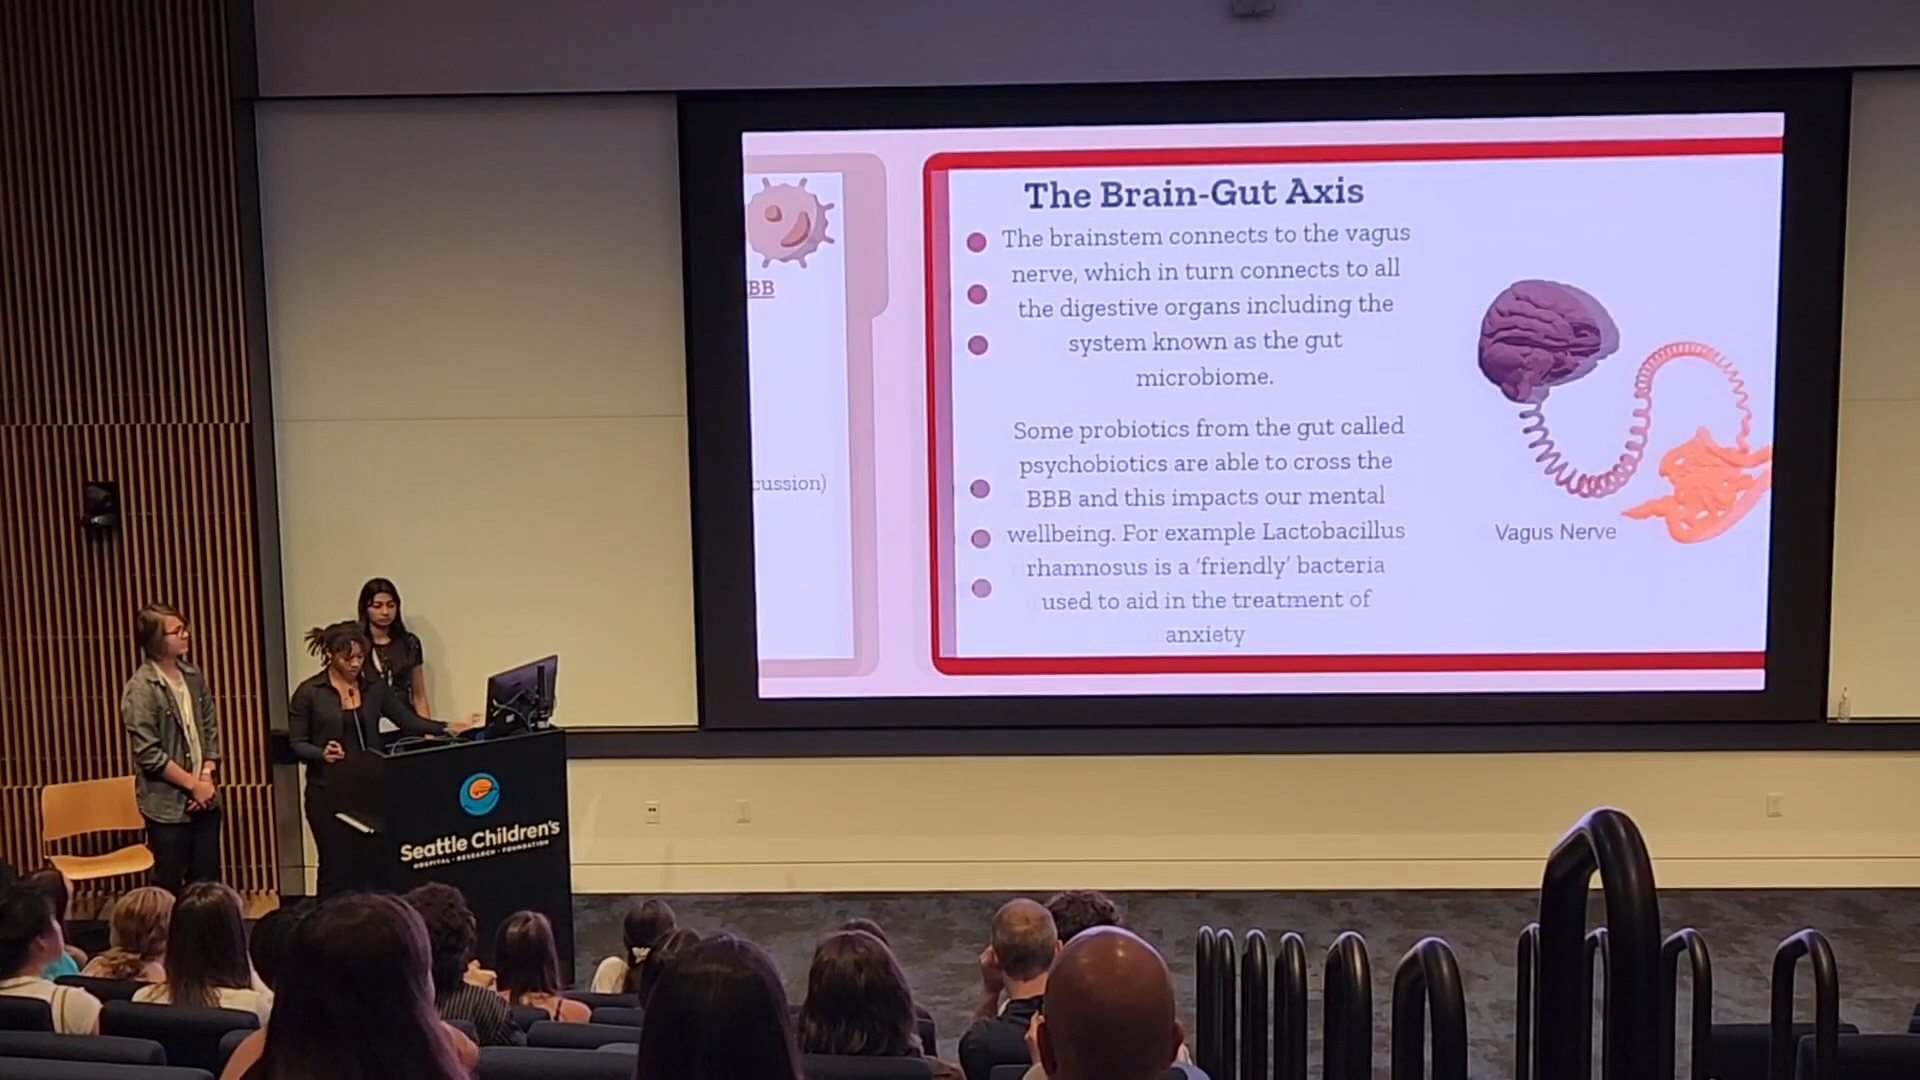 The Brain-Gut Axis
The brainstem connects to the vagus
nerve, which in turn connects to all
the digestive organs including the
system known as the gut
microbiome.
Some probiotics from the gut called
psychobiotics are able to cross the
BBB and this impacts our mental
wellbeing. For example Lactobacillus
rhamnosus is a ‘friendly’ bacteria
used to aid in the treatment of
anxiety
Vagus Nerve
BB
cussion)
Seattle Children's
HOSPITAL • RESEARCH • FOUNDATION